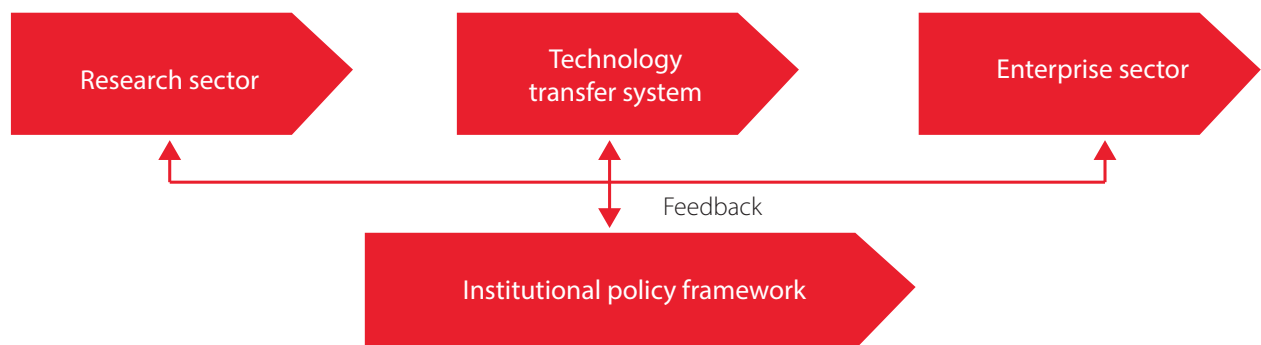 Research sector
Technology
transfer system
Enterprise sector
Feedback
Institutional policy framework